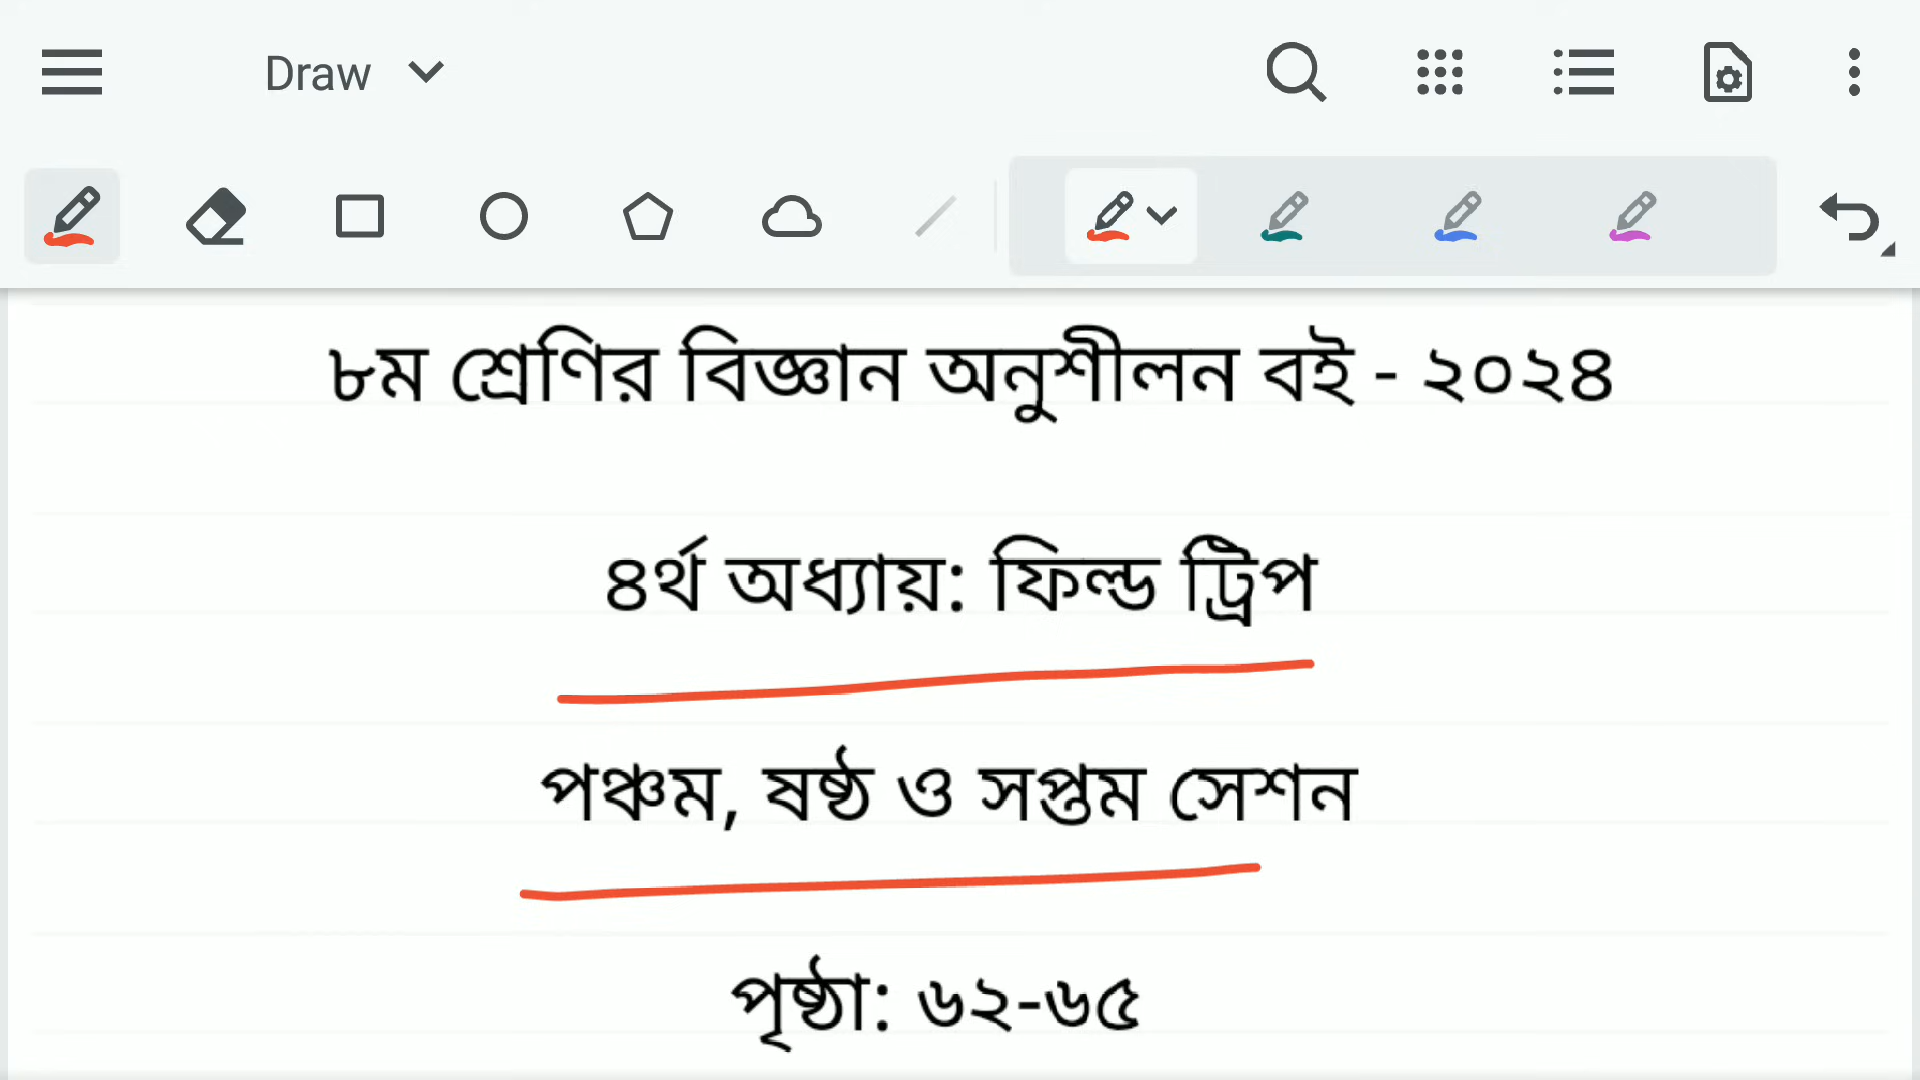 Draw
৮ম শ্রেণির বিজ্ঞান অনুশীলন বই - ২০২৪
৪র্থ অধ্যায়: ফিল্ড ট্রিপ
পঞ্চম, ষষ্ঠ ও সপ্তম সেশন
পৃষ্ঠা: ৬২-৬৫